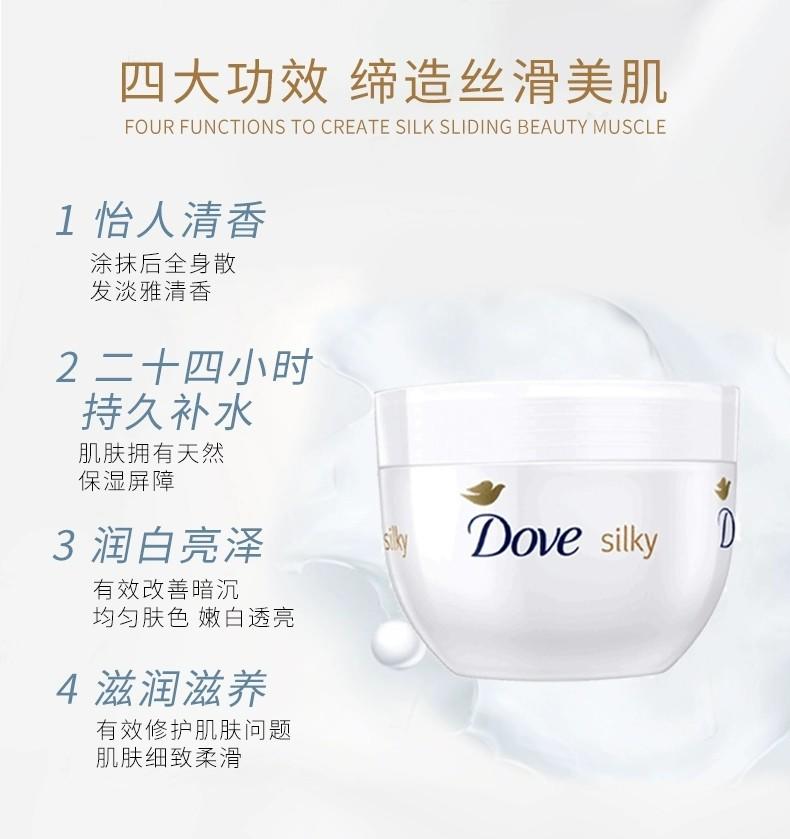 四大功效 缔造丝滑美肌
FOUR FUNCTIONS TO CREATE SILK SLIDING BEAUTY MUSCLE
1 怡人清香
涂抹后全身散
发淡雅清香
2 二十四小时
持久补水
肌肤拥有天然
保湿屏障
3 润白亮泽
有效改善暗沉
均匀肤色 嫩白透亮
4 滋润滋养
有效修护肌肤问题
肌肤细致柔滑
silky
Dove silky
D